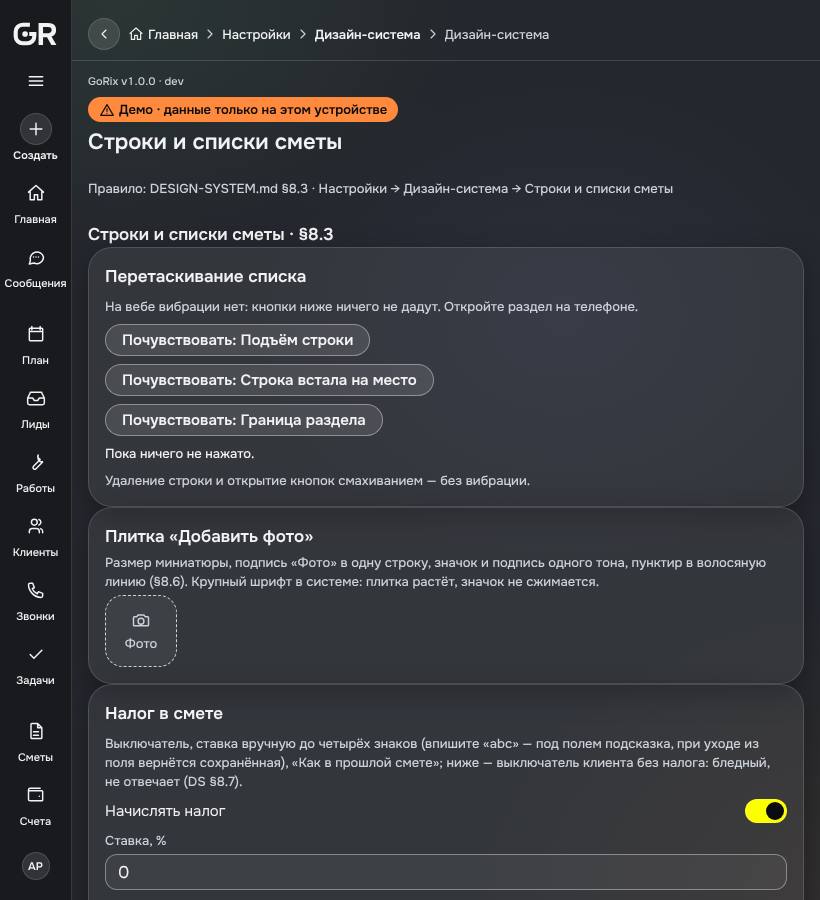 GR
Главная
Настройки
Дизайн-система
Дизайн-система
GoRix v1.0.0 · dev
Демо · данные только на этом устройстве
Строки и списки сметы
Правило: DESIGN-SYSTEM.md §8.3 · Настройки → Дизайн-система → Строки и списки сметы
Строки и списки сметы · §8.3
Перетаскивание списка
На вебе вибрации нет: кнопки ниже ничего не дадут. Откройте раздел на телефоне.
Почувствовать: Подъём строки
Почувствовать: Строка встала на место
Почувствовать: Граница раздела
Пока ничего не нажато.
Удаление строки и открытие кнопок смахиванием — без вибрации.
Плитка «Добавить фото»
Размер миниатюры, подпись «Фото» в одну строку, значок и подпись одного тона, пунктир в волосяную
линию (§8.6). Крупный шрифт в системе: плитка растёт, значок не сжимается.
Фото
Налог в смете
Выключатель, ставка вручную до четырёх знаков (впишите «abc» — под полем подсказка, при уходе из
поля вернётся сохранённая), «Как в прошлой смете»; ниже — выключатель клиента без налога: бледный,
не отвечает (DS §8.7).
Начислять налог
Ставка, %
0
Создать
Главная
Сообщения
План
Лиды
Работы
Клиенты
Звонки
Задачи
Сметы
Счета
AP